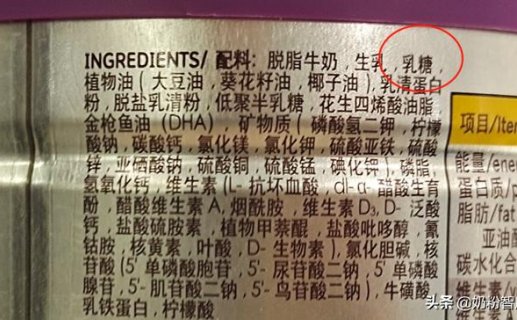 INGREDIENTS/ 配料：脱脂牛奶，生乳，乳糖，
植物油（大豆油，葵花籽油，椰子油），乳清蛋白
粉，脱盐乳清粉，低聚半乳糖，花生四烯酸油脂
金枪鱼油（DHA），矿物质（磷酸氢二钾，柠檬
酸钠，碳酸钙，氯化镁，氯化钾，硫酸亚铁，硫酸
锌，亚硒酸钠，硫酸铜，硫酸锰，碘化钾），磷脂，
氢氧化钙，维生素（L-抗坏血酸，dl-α-醋酸生育
酚，醋酸维生素A，烟酰胺，维生素D₃，D-泛酸
钙，盐酸硫胺素，植物甲萘醌，盐酸吡哆醇，氰
钴胺，核黄素，叶酸，D-生物素），氯化胆碱，核
苷酸（5′单磷酸胞苷，5′-尿苷酸二钠，5′单磷酸
腺苷，5′-肌苷酸二钠，5′-鸟苷酸二钠），牛磺酸
乳铁蛋白，柠檬酸
项目/Iter
能量/ene
蛋白质/p
脂肪/fat
亚油
碳水化合
维生素
头条 @奶粉智